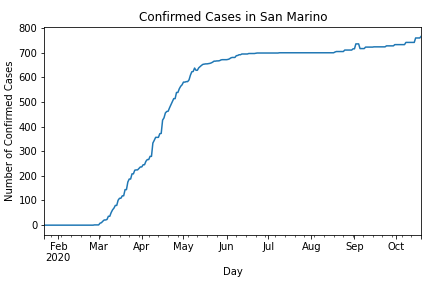 Confirmed Cases in San Marino
Number of Confirmed Cases
800
700
600
500
400
300
200
100
0
Feb Mar Apr May Jun Jul Aug Sep Oct
2020
Day